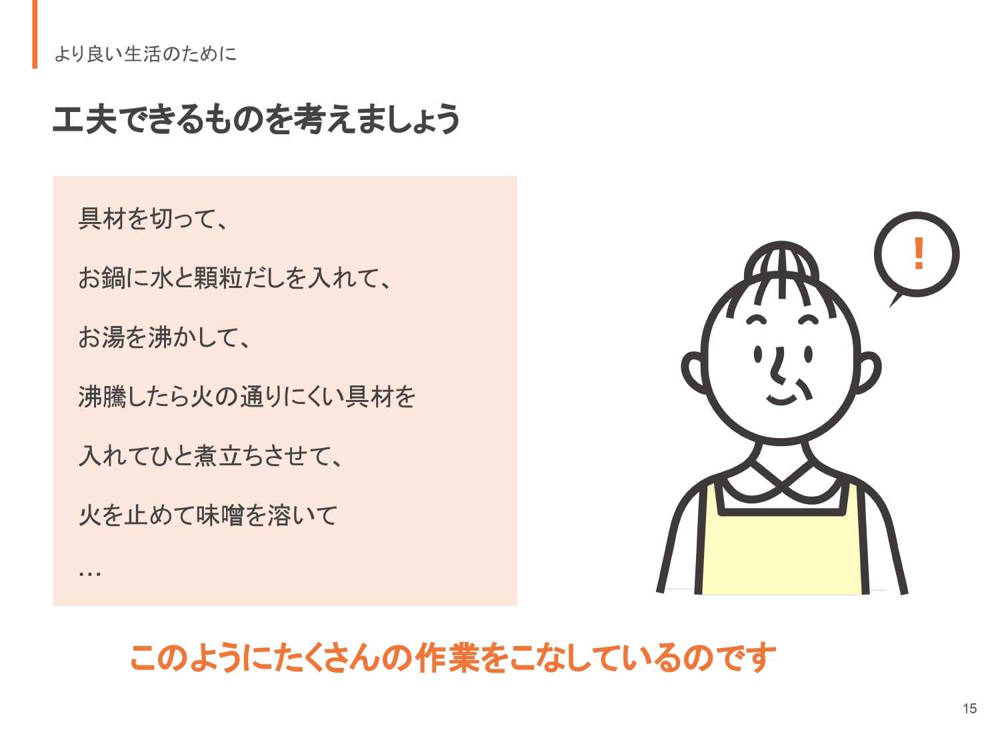 より良い生活のために
工夫できるものを考えましょう
具材を切って、
お鍋に水と顆粒だしを入れて、
お湯を沸かして、
沸騰したら火の通りにくい具材を
入れてひと煮立ちさせて、
火を止めて味噌を溶いて
…
!
このようにたくさんの作業をこなしているのです
15